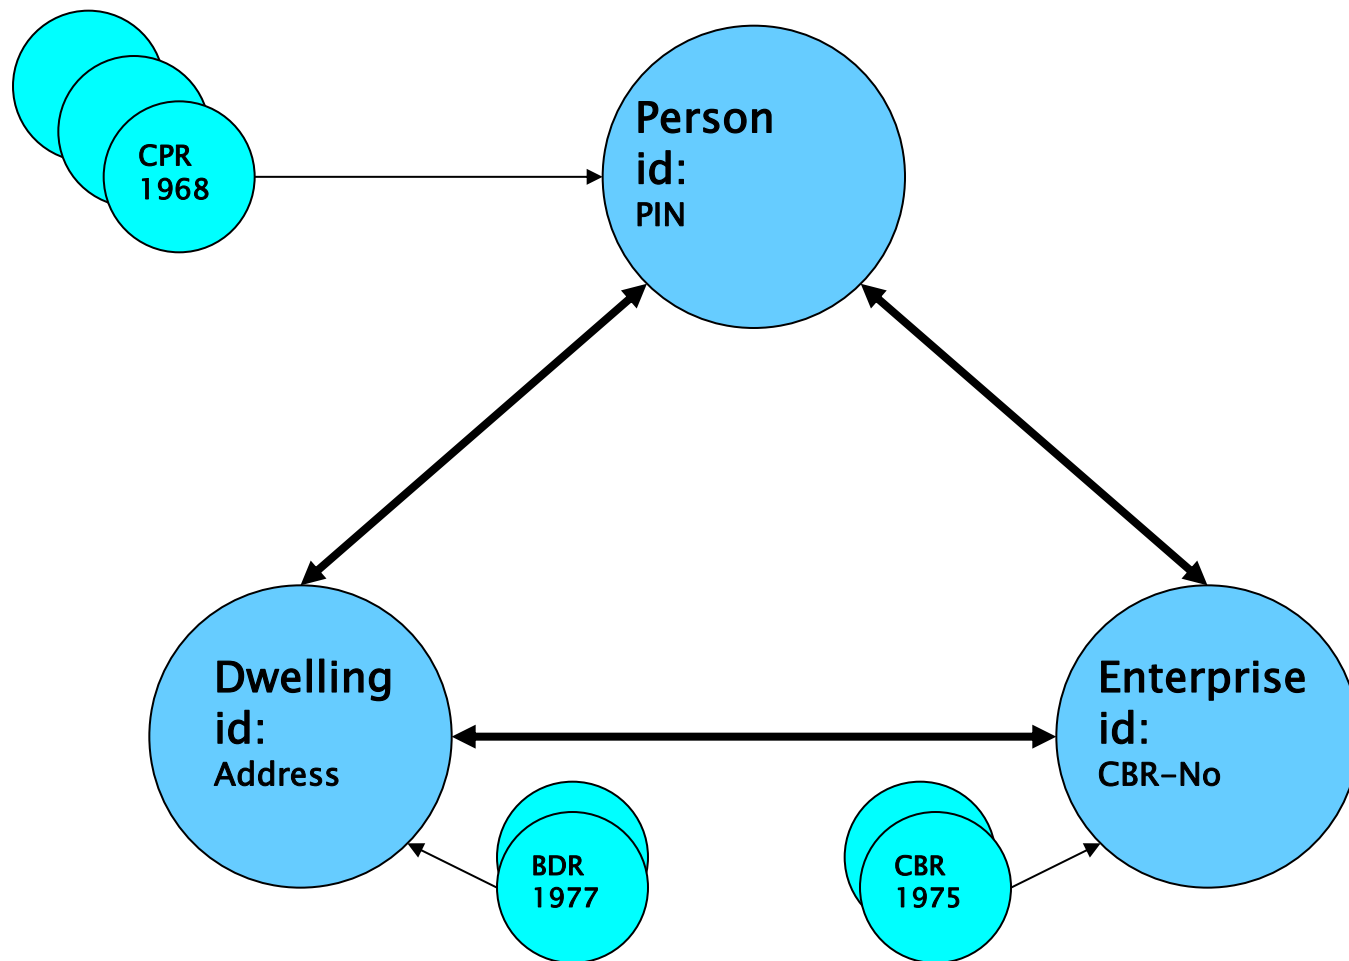 Person
id:
PIN
CPR
1968
Dwelling
id:
Address
Enterprise
id:
CBR-No
BDR
1977
CBR
1975